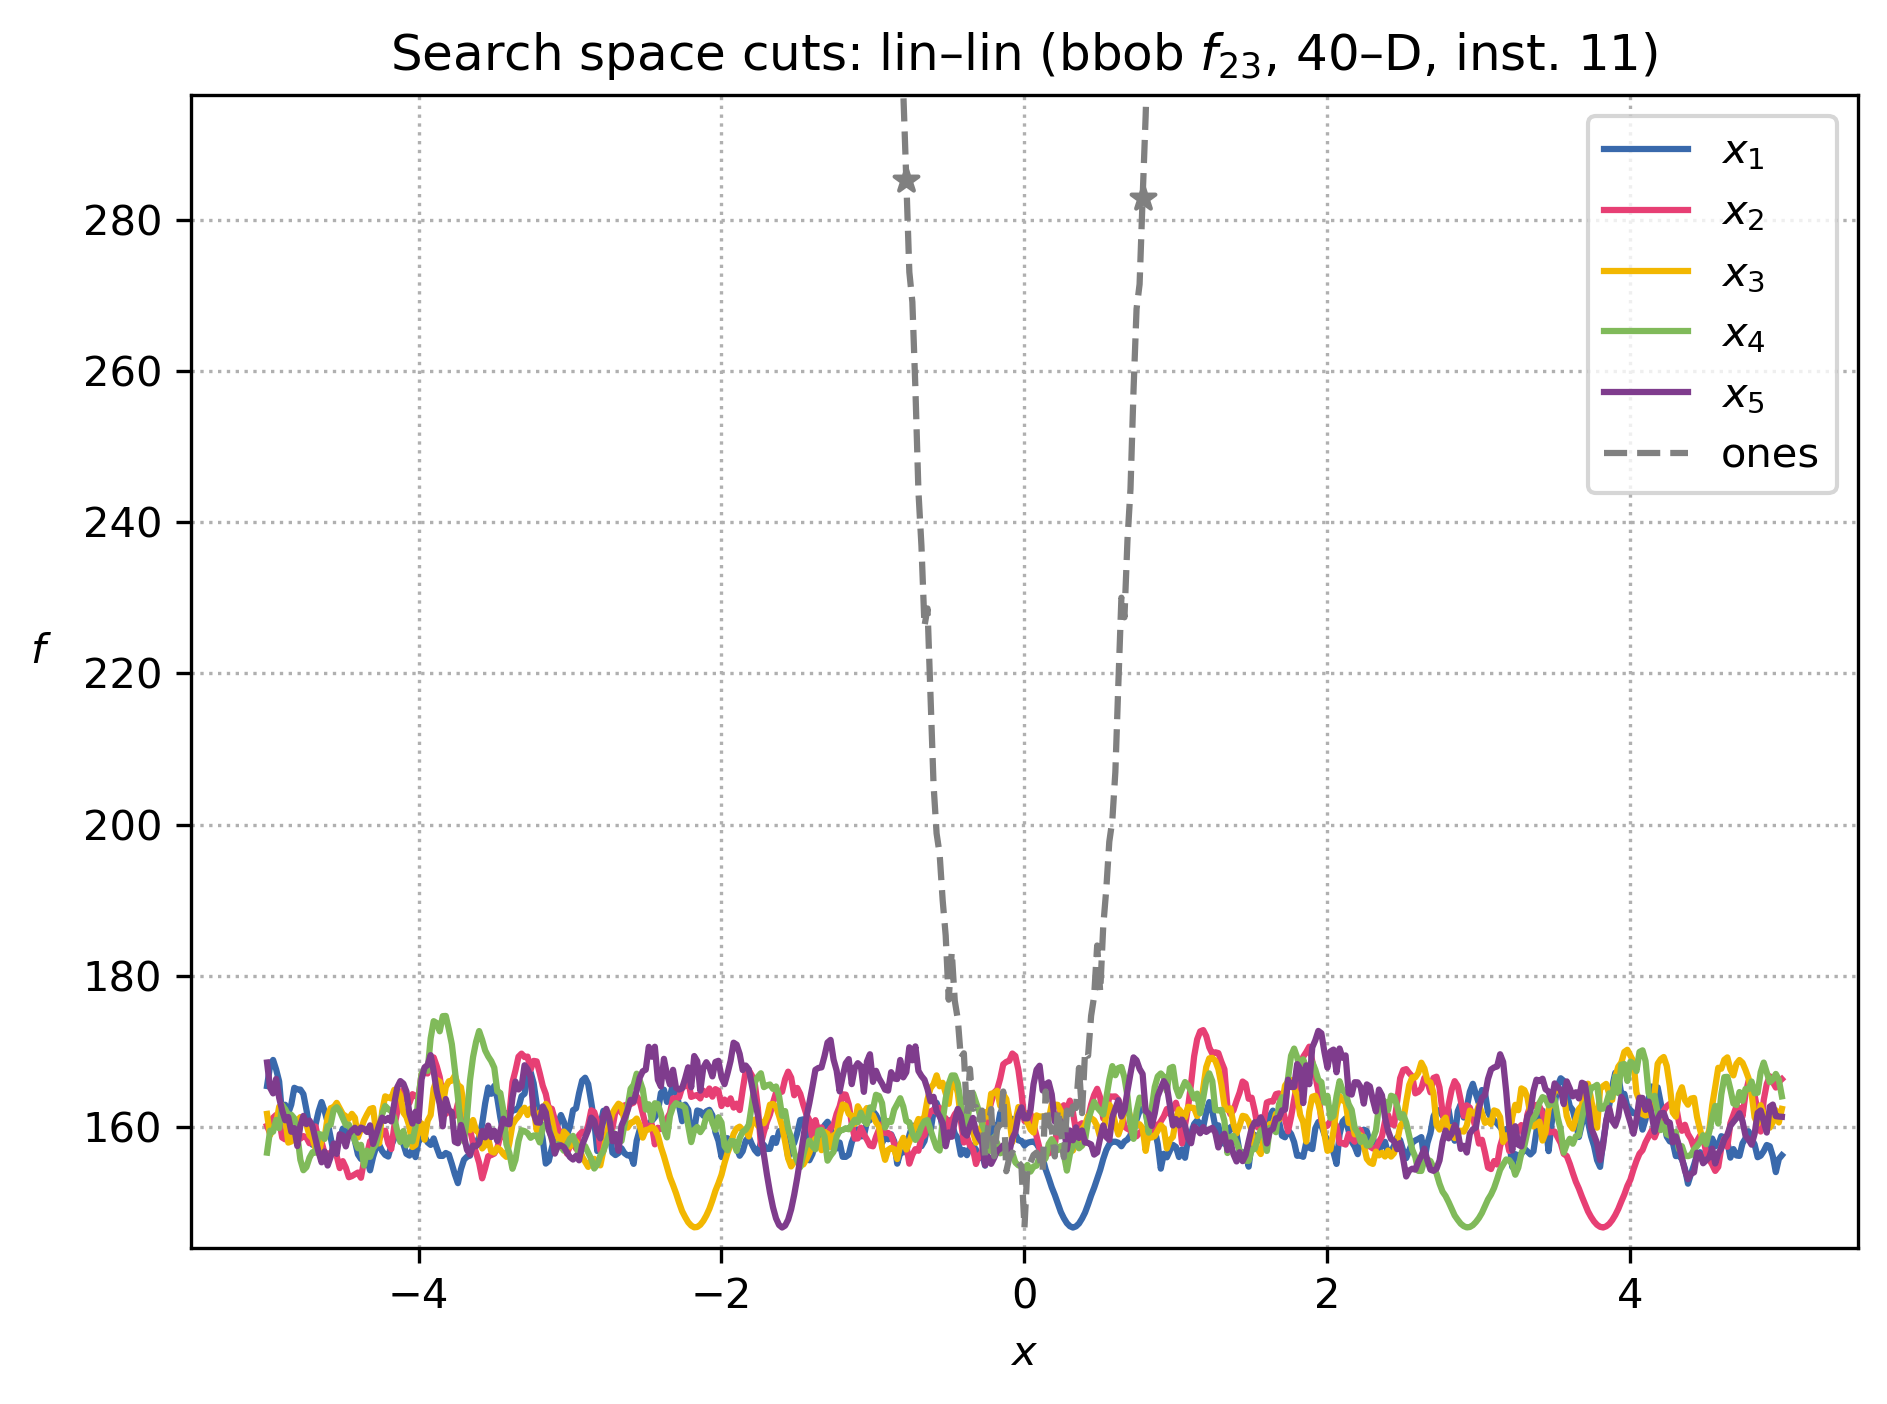 Search space cuts: lin–lin (bbob f₂₃, 40–D, inst. 11)
x₁
x₂
x₃
x₄
x₅
ones
280
260
240
220
200
180
160
f
−4
−2
0
2
4
x